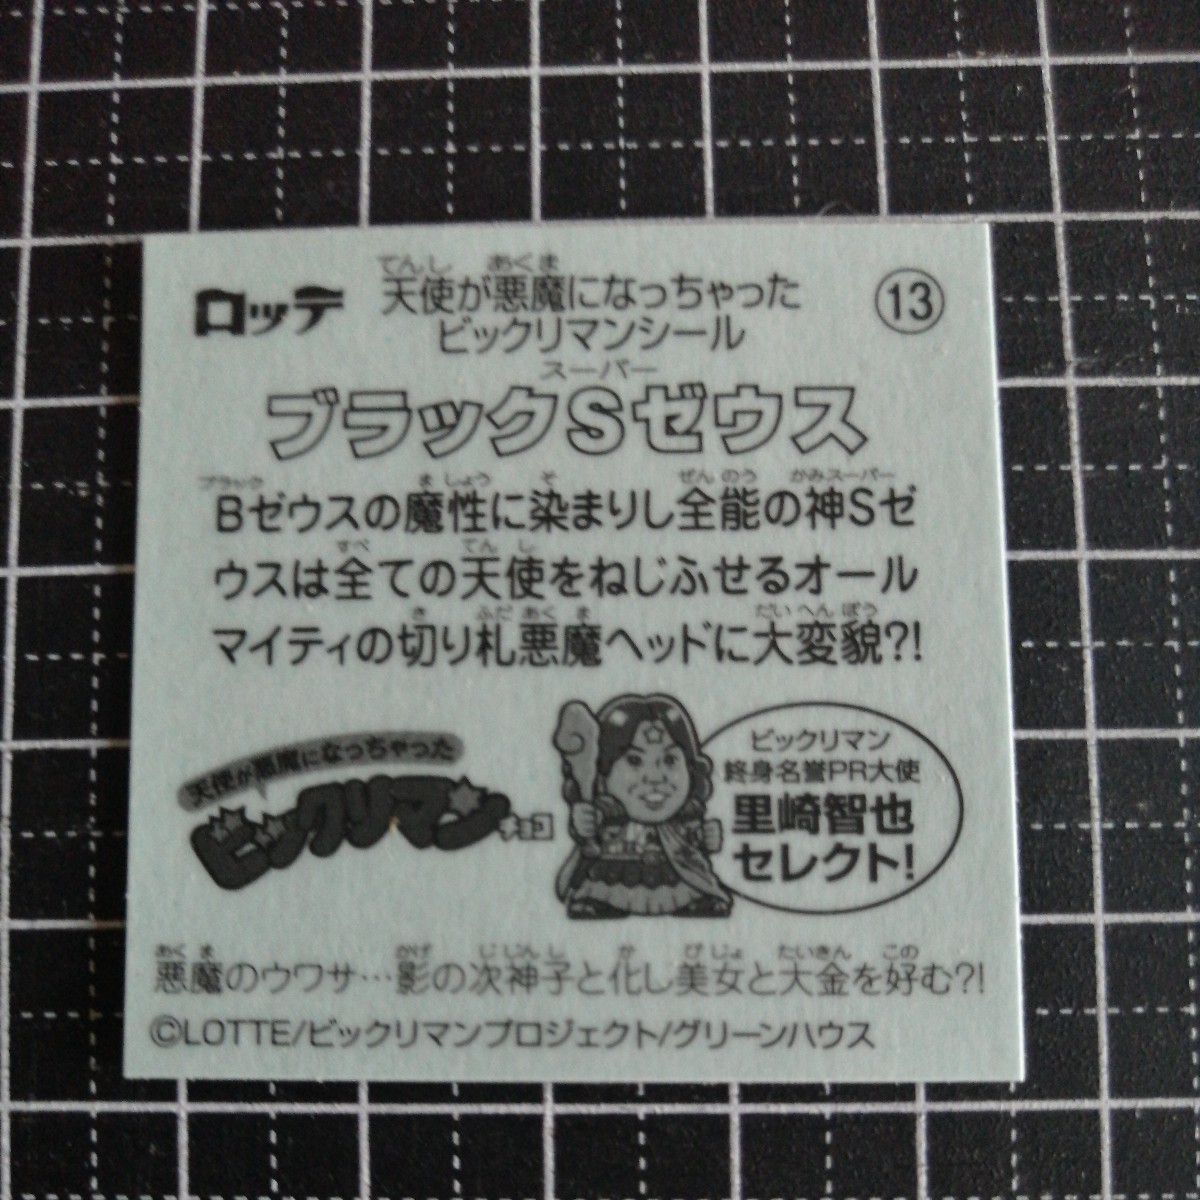 ロッテ
てんし あくま
天使が悪魔になっちゃった
ビックリマンシール
13
スーパー
ブラックSゼウス
ブラック ましょう そ ぜんのう かみスーパー
Bゼウスの魔性に染まりし全能の神Sゼ
すべ てんし
ウスは全ての天使をねじふせるオール
き ふだあくま だいへんぼう
マイティの切り札悪魔ヘッドに大変貌?!
天使が悪魔になっちゃった
ビックリマン
チョコ
ビックリマン
終身名誉PR大使
里崎智也
セレクト!
あくま かげ じじんし か びじょ たいきん この
悪魔のウワサ…影の次神子と化し美女と大金を好む?!
©LOTTE/ビックリマンプロジェクト/グリーンハウス